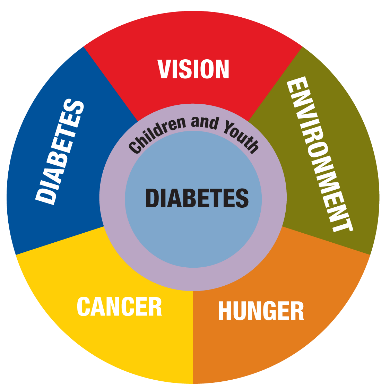 VISION
ENVIRONMENT
HUNGER
CANCER
DIABETES
Children and Youth
DIABETES